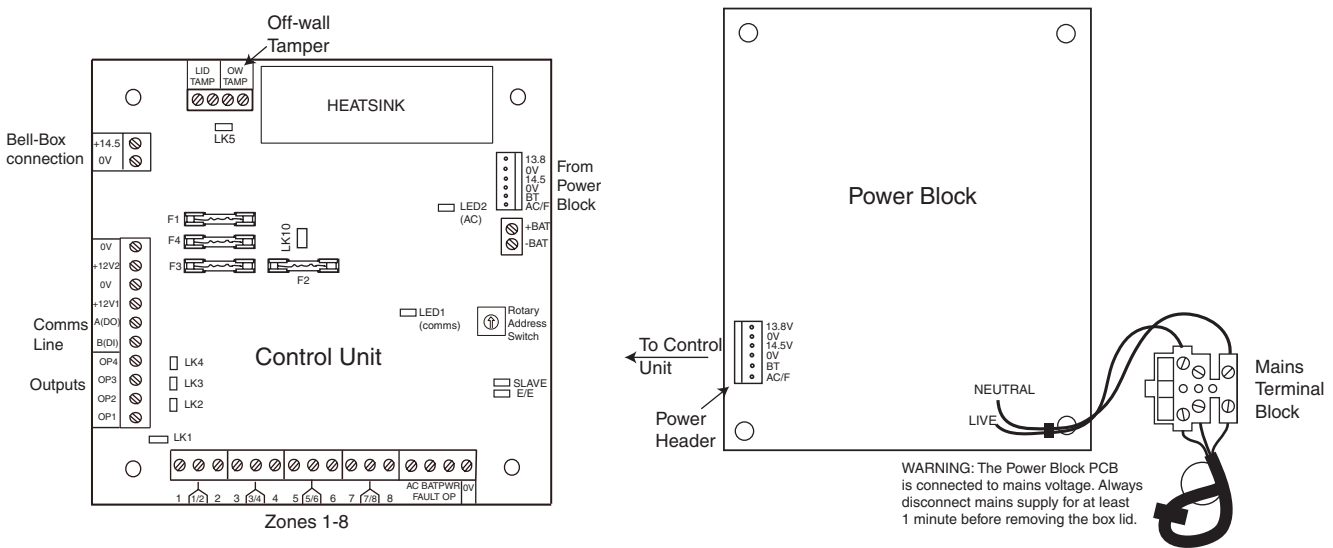 Off-wall
Tamper
LID
TAMP
OW
TAMP
HEATSINK
LK5
Bell-Box
connection
+14.5
0V
13.8
0V
14.5
0V
BT
AC/F
From
Power
Block
LED2
(AC)
+BAT
-BAT
F1
F4
F3
LK10
F2
0V
+12V2
0V
+12V1
A(DO)
B(DI)
OP4
OP3
OP2
OP1
Comms
Line
Outputs
LED1
(comms)
Rotary
Address
Switch
Control Unit
LK4
LK3
LK2
SLAVE
E/E
LK1
1 1/2 2 3 3/4 4 5 5/6 6 7 7/8 8
AC BATPWR 0V
FAULT OP
Zones 1-8
Power Block
To Control
Unit
13.8V
0V
14.5V
0V
BT
AC/F
Power
Header
NEUTRAL
LIVE
Mains
Terminal
Block
WARNING: The Power Block PCB
is connected to mains voltage. Always
disconnect mains supply for at least
1 minute before removing the box lid.